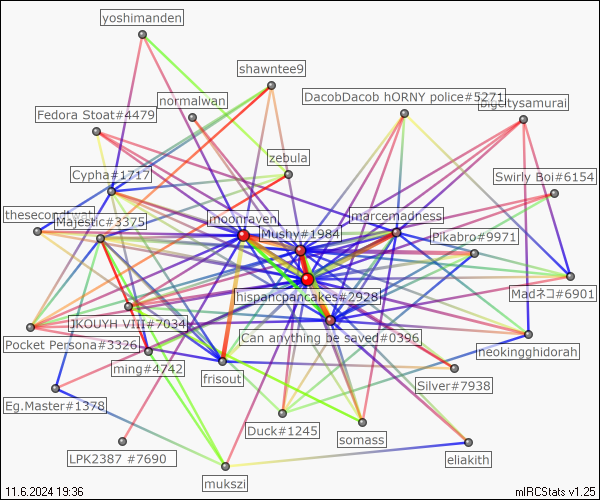 yoshimanden
shawntee9
normalwan
DacobDacob hORNY police#5271
bigcitysamurai
Fedora Stoat#4479
zebula
Cypha#1717
Swirly Boi#6154
Majestic#3375
moonraven
marcemadness
Mushy#1984
Pikabro#9971
hispancpancakes#2928
Madネコ#6901
JKOUYH VIII#7034
Pocket Persona#3326
Can anything be saved#0396
neokingghidorah
ming#4742
frisout
Silver#7938
Eg.Master#1378
Duck#1245
somass
LPK2387 #7690
eliakith
mukszi
11.6.2024 19:36
mIRCStats v1.25